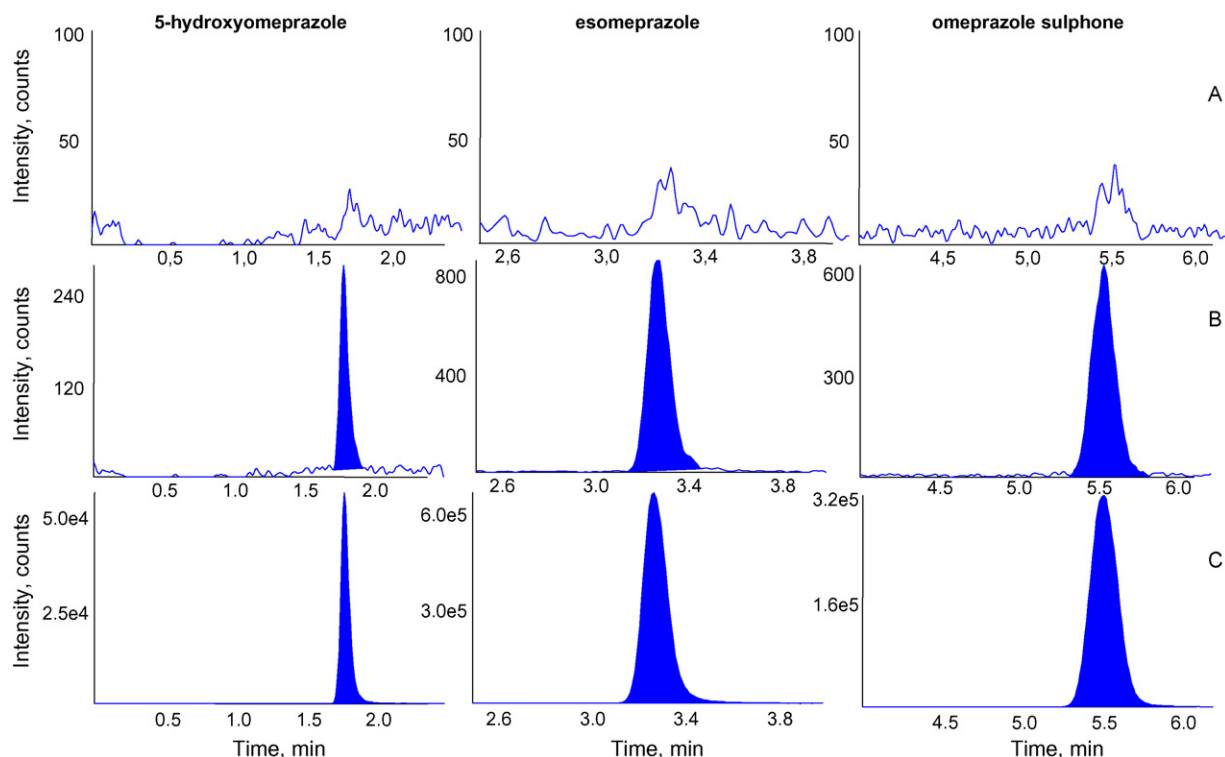 5-hydroxyomeprazole esomeprazole omeprazole sulphone
Intensity, counts
100 100 100
A
50 50 50
0,5 1,0 1,5 2,0 2,6 3,0 3,4 3,8 4,5 5,0 5,5 6,0
Intensity, counts
240 800 600
B
120 400 300
0.5 1.0 1.5 2.0 2.6 3.0 3.4 3.8 4.5 5.0 5.5 6.0
Intensity, counts
5.0e4 6.0e5 3.2e5
C
2.5e4 3.0e5 1.6e5
0.5 1.0 1.5 2.0 2.6 3.0 3.4 3.8 4.5 5.0 5.5 6.0
Time, min Time, min Time, min